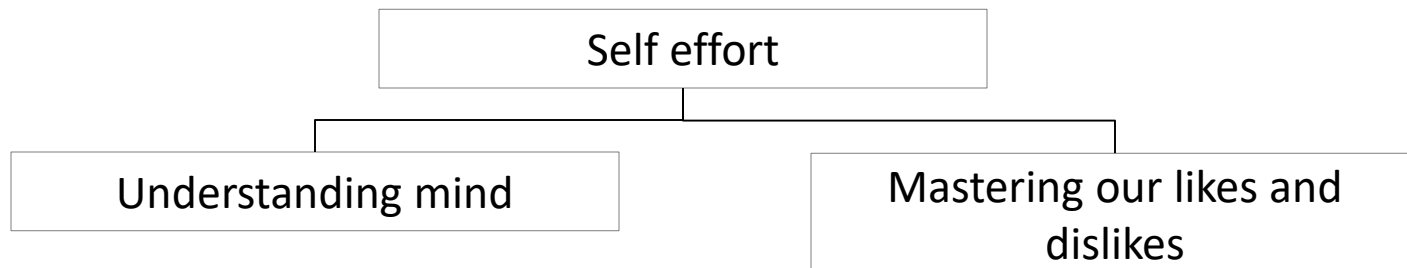 Self effort
Understanding mind
Mastering our likes and
dislikes